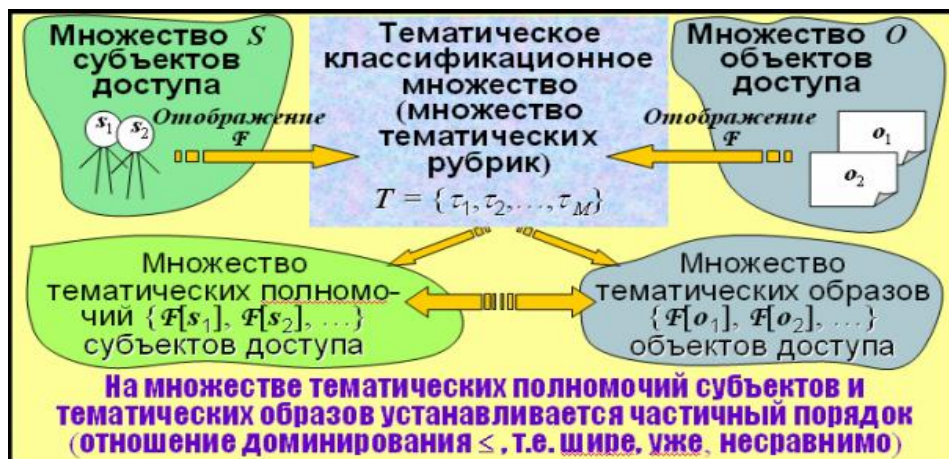 Множество S
субъектов
доступа
s₁ s₂
Отображение
𝓕
Тематическое
классификационное
множество
(множество
тематических
рубрик)
T = {τ₁,τ₂,...,τ_M}
Множество O
объектов
доступа
Отображение
𝓕
o₁
o₂
Множество
тематических полномо-
чий {𝓕[s₁], 𝓕[s₂], ...}
субъектов доступа
Множество
тематических образов
{𝓕[o₁], 𝓕[o₂], ...}
объектов доступа
На множестве тематических полномочий субъектов и
тематических образов устанавливается частичный порядок
(отношение доминирования ≤ , т.е. шире, уже, несравнимо)